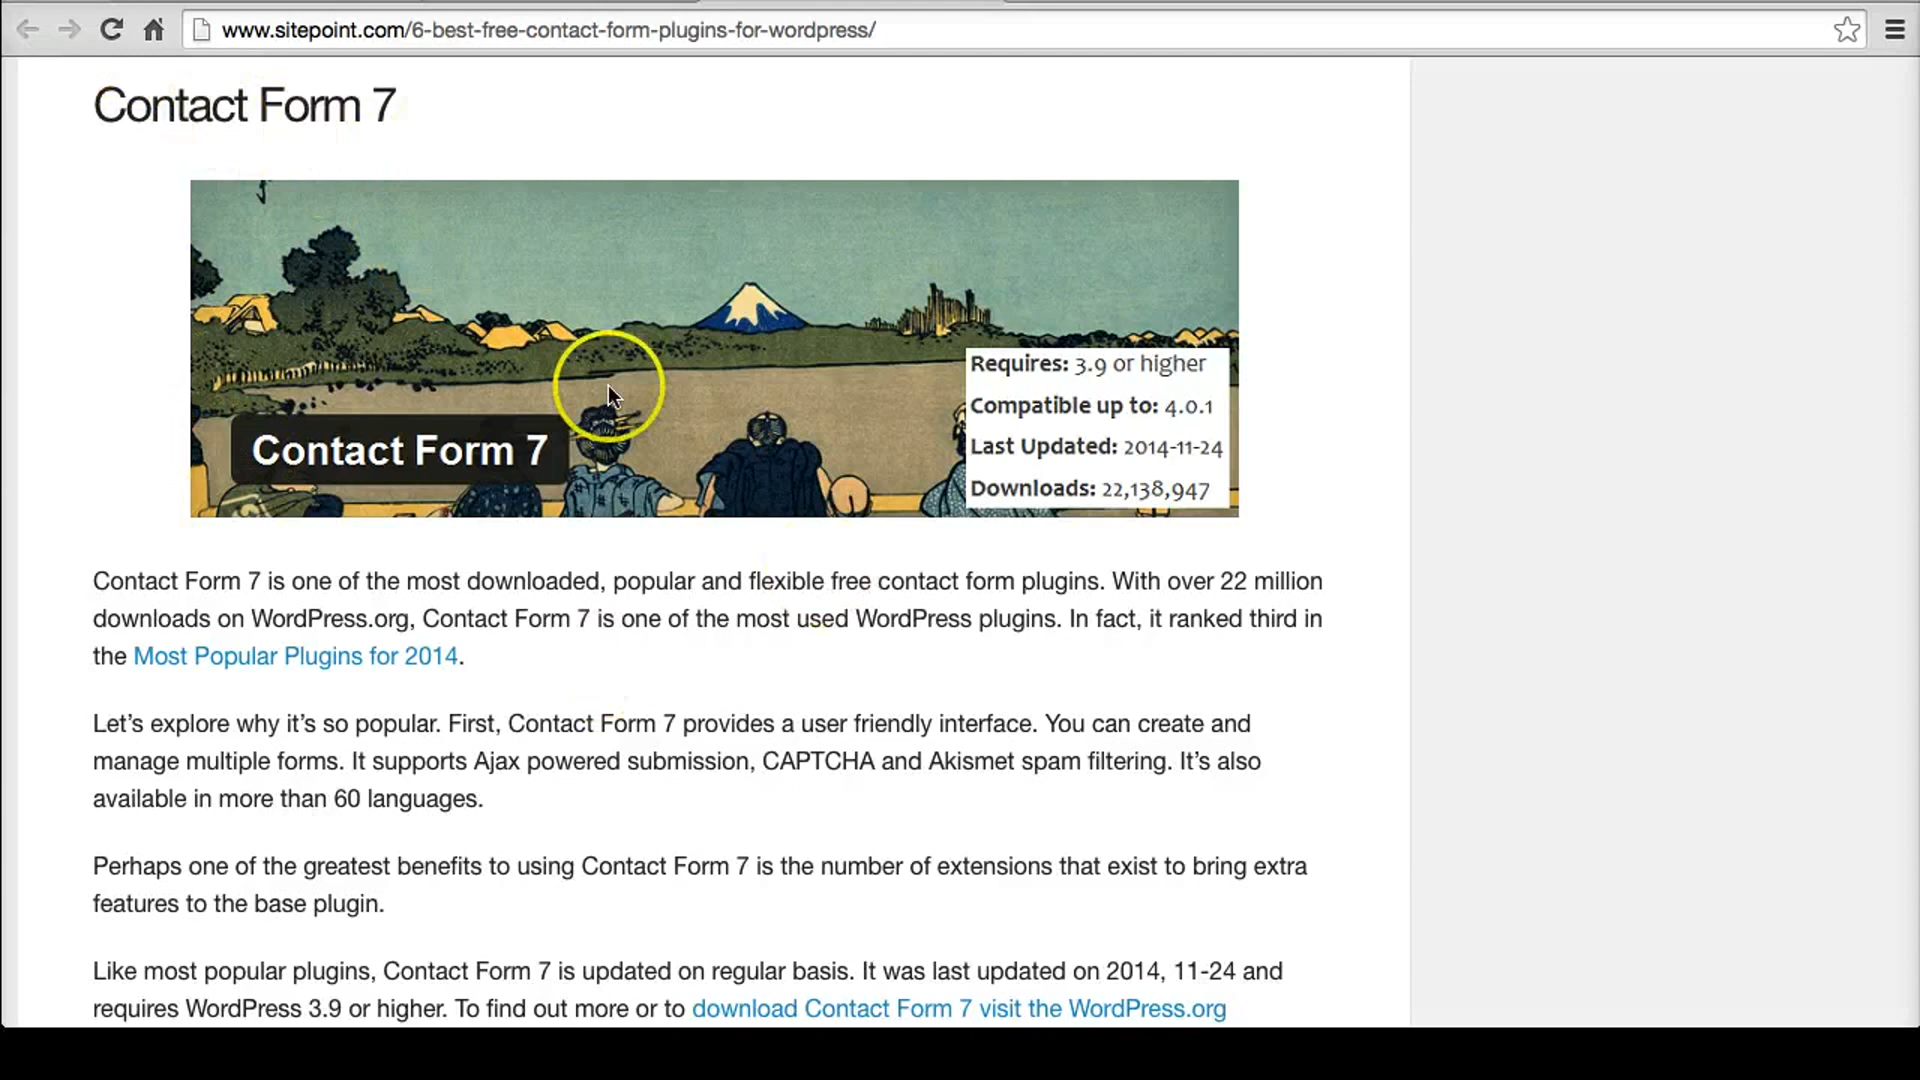 www.sitepoint.com/6-best-free-contact-form-plugins-for-wordpress/
Contact Form 7
Requires: 3.9 or higher
Compatible up to: 4.0.1
Last Updated: 2014-11-24
Downloads: 22,138,947
Contact Form 7
Contact Form 7 is one of the most downloaded, popular and flexible free contact form plugins. With over 22 million
downloads on WordPress.org, Contact Form 7 is one of the most used WordPress plugins. In fact, it ranked third in
the Most Popular Plugins for 2014.
Let’s explore why it’s so popular. First, Contact Form 7 provides a user friendly interface. You can create and
manage multiple forms. It supports Ajax powered submission, CAPTCHA and Akismet spam filtering. It’s also
available in more than 60 languages.
Perhaps one of the greatest benefits to using Contact Form 7 is the number of extensions that exist to bring extra
features to the base plugin.
Like most popular plugins, Contact Form 7 is updated on regular basis. It was last updated on 2014, 11-24 and
requires WordPress 3.9 or higher. To find out more or to download Contact Form 7 visit the WordPress.org